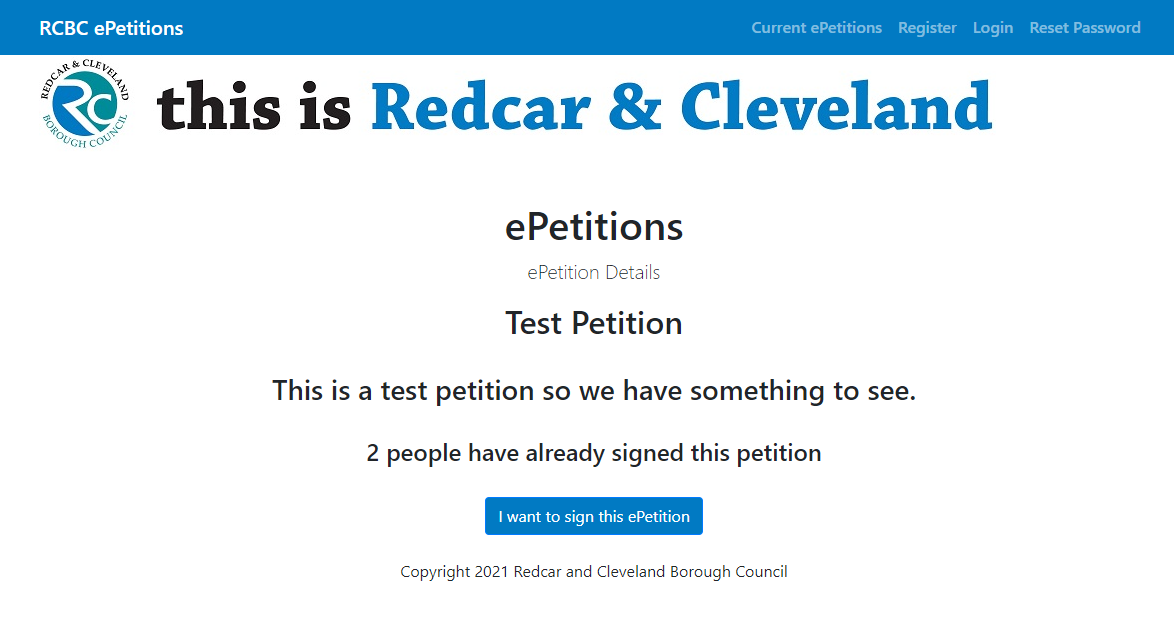 RCBC ePetitions
Current ePetitions Register Login Reset Password
REDCAR & CLEVELAND
RC
BOROUGH COUNCIL
this is Redcar & Cleveland
ePetitions
ePetition Details
Test Petition
This is a test petition so we have something to see.
2 people have already signed this petition
I want to sign this ePetition
Copyright 2021 Redcar and Cleveland Borough Council